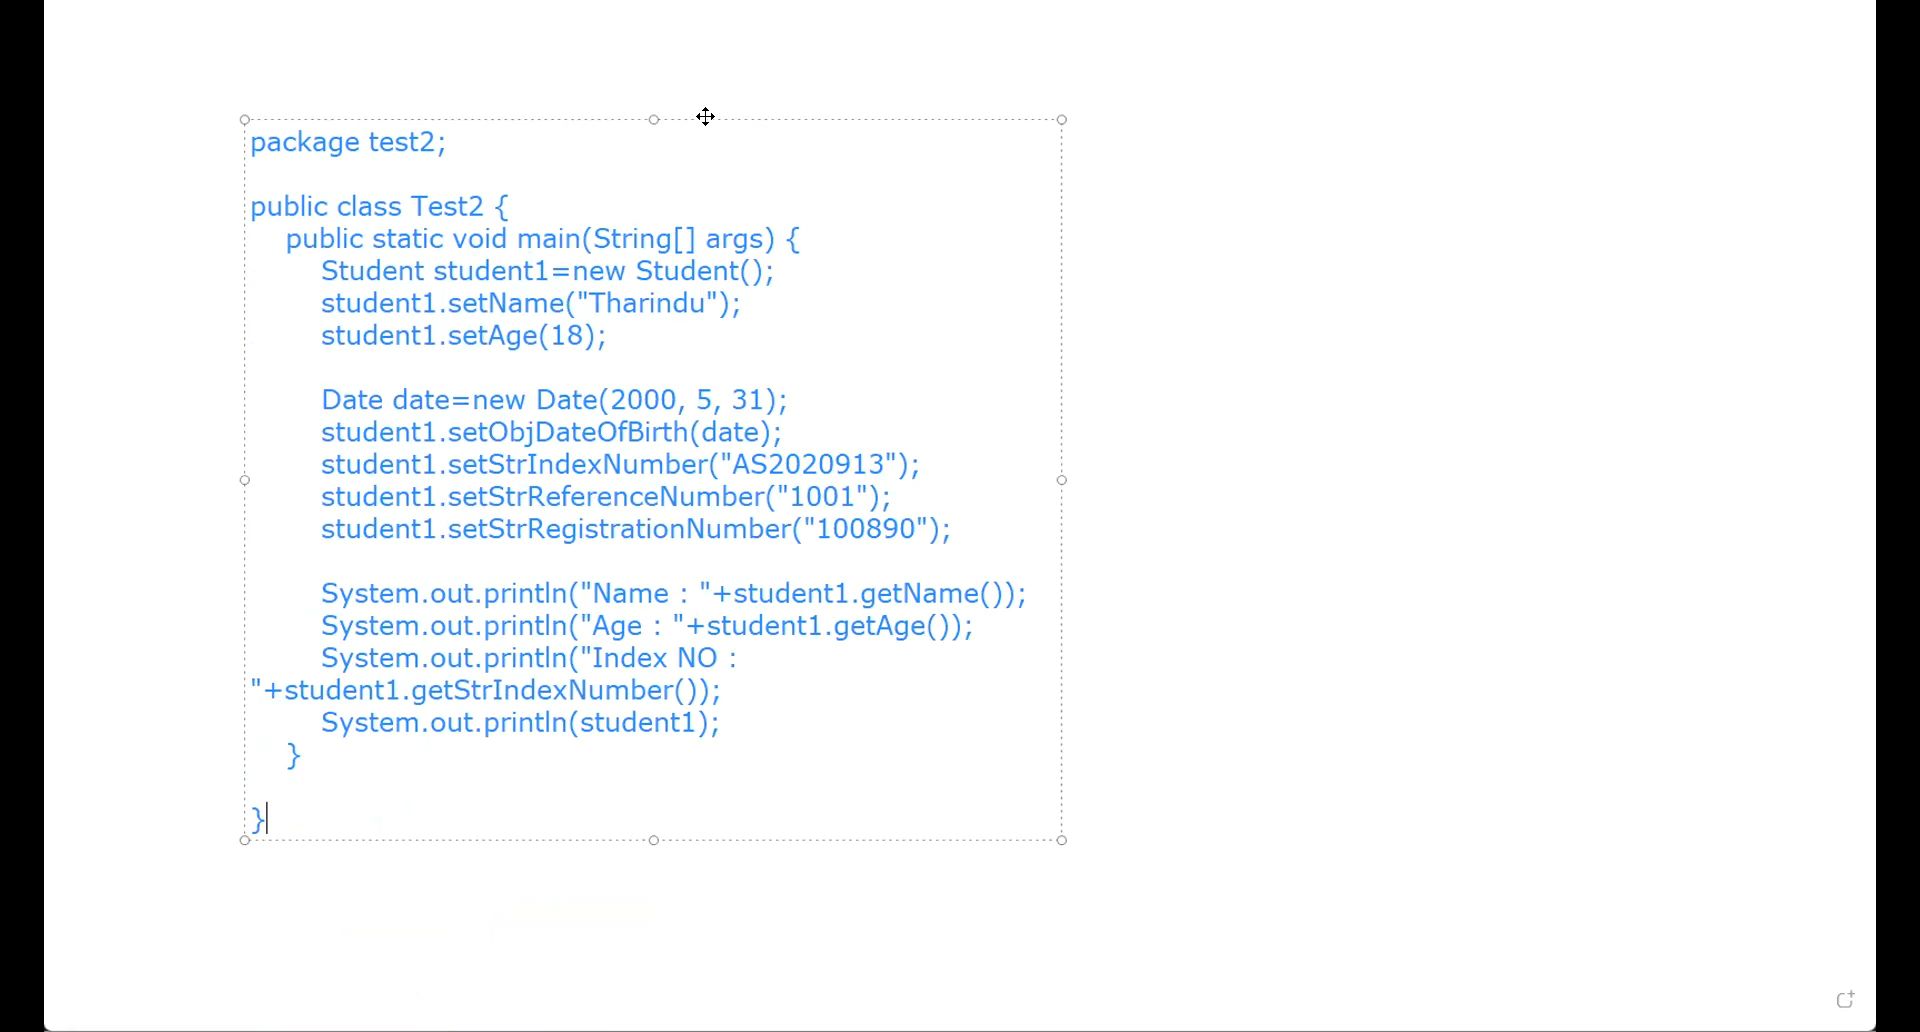 package test2;
public class Test2 {
public static void main(String[] args) {
Student student1=new Student();
student1.setName("Tharindu");
student1.setAge(18);
Date date=new Date(2000, 5, 31);
student1.setObjDateOfBirth(date);
student1.setStrIndexNumber("AS2020913");
student1.setStrReferenceNumber("1001");
student1.setStrRegistrationNumber("100890");
System.out.println("Name : "+student1.getName());
System.out.println("Age : "+student1.getAge());
System.out.println("Index NO :
"+student1.getStrIndexNumber());
System.out.println(student1);
}
}